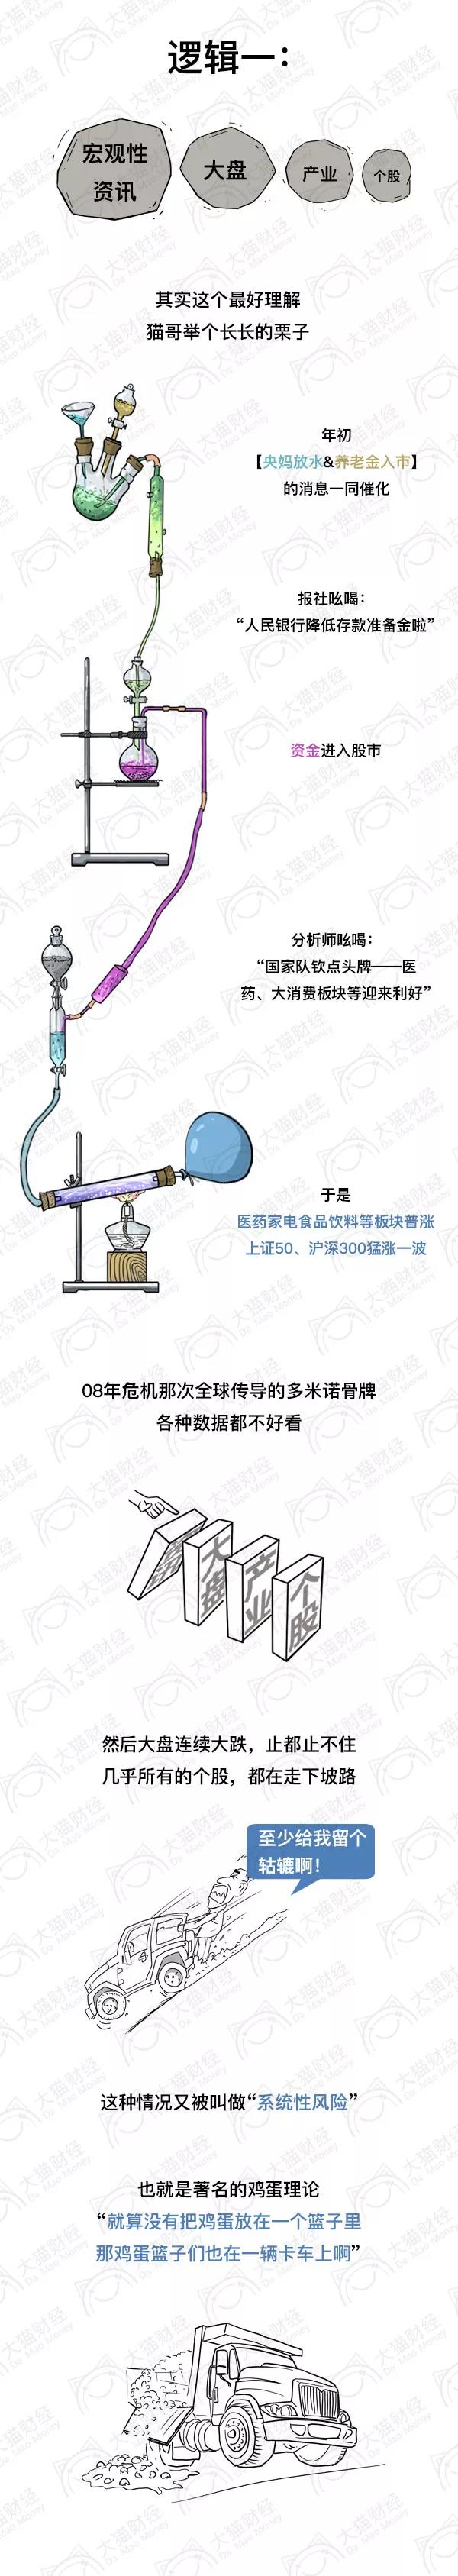 逻辑一：
宏观性
资讯
大盘
产业
个股
其实这个最好理解
猫哥举个长长的栗子
年初
【央妈放水&养老金入市】
的消息一同催化
报社吆喝：
“人民银行降低存款准备金啦”
资金进入股市
分析师吆喝：
“国家队钦点头牌——医
药、大消费板块等迎来利好”
于是
医药家电食品饮料等板块普涨
上证50、沪深300猛涨一波
08年危机那次全球传导的多米诺骨牌
各种数据都不好看
大盘
产业
个股
然后大盘连续大跌，止都止不住
几乎所有的个股，都在走下坡路
至少给我留个
轱辘啊！
这种情况又被叫做“系统性风险”
也就是著名的鸡蛋理论
“就算没有把鸡蛋放在一个篮子里
那鸡蛋篮子们也在一辆卡车上啊”
大猫财经
Da Mao Money